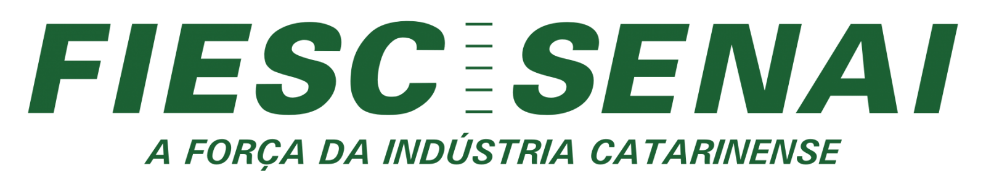 FIESC SENAI
A FORÇA DA INDÚSTRIA CATARINENSE